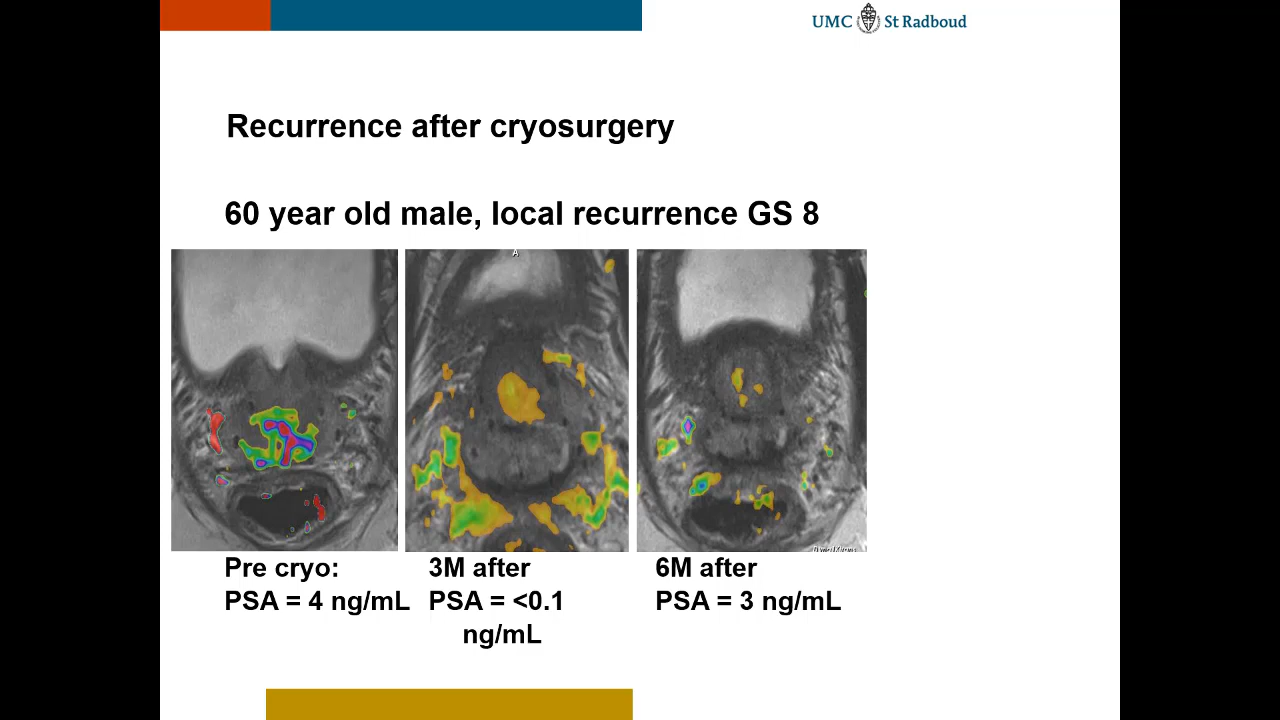 UMC St Radboud
Recurrence after cryosurgery
60 year old male, local recurrence GS 8
A
Pre cryo:
PSA = 4 ng/mL
3M after
PSA = <0.1
ng/mL
6M after
PSA = 3 ng/mL